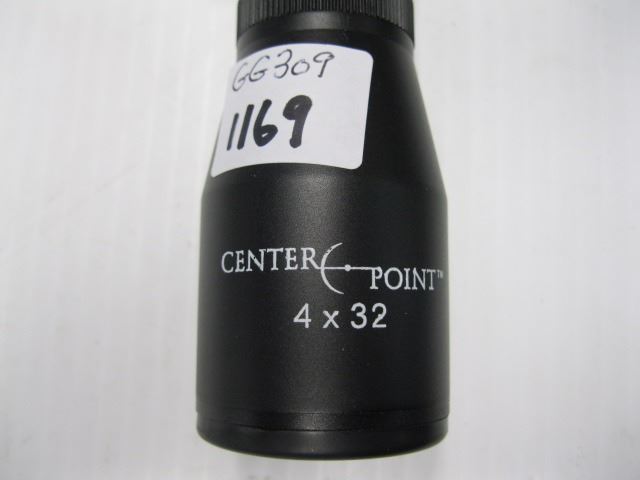 GG309
1169
CENTER POINT™
4 x 32